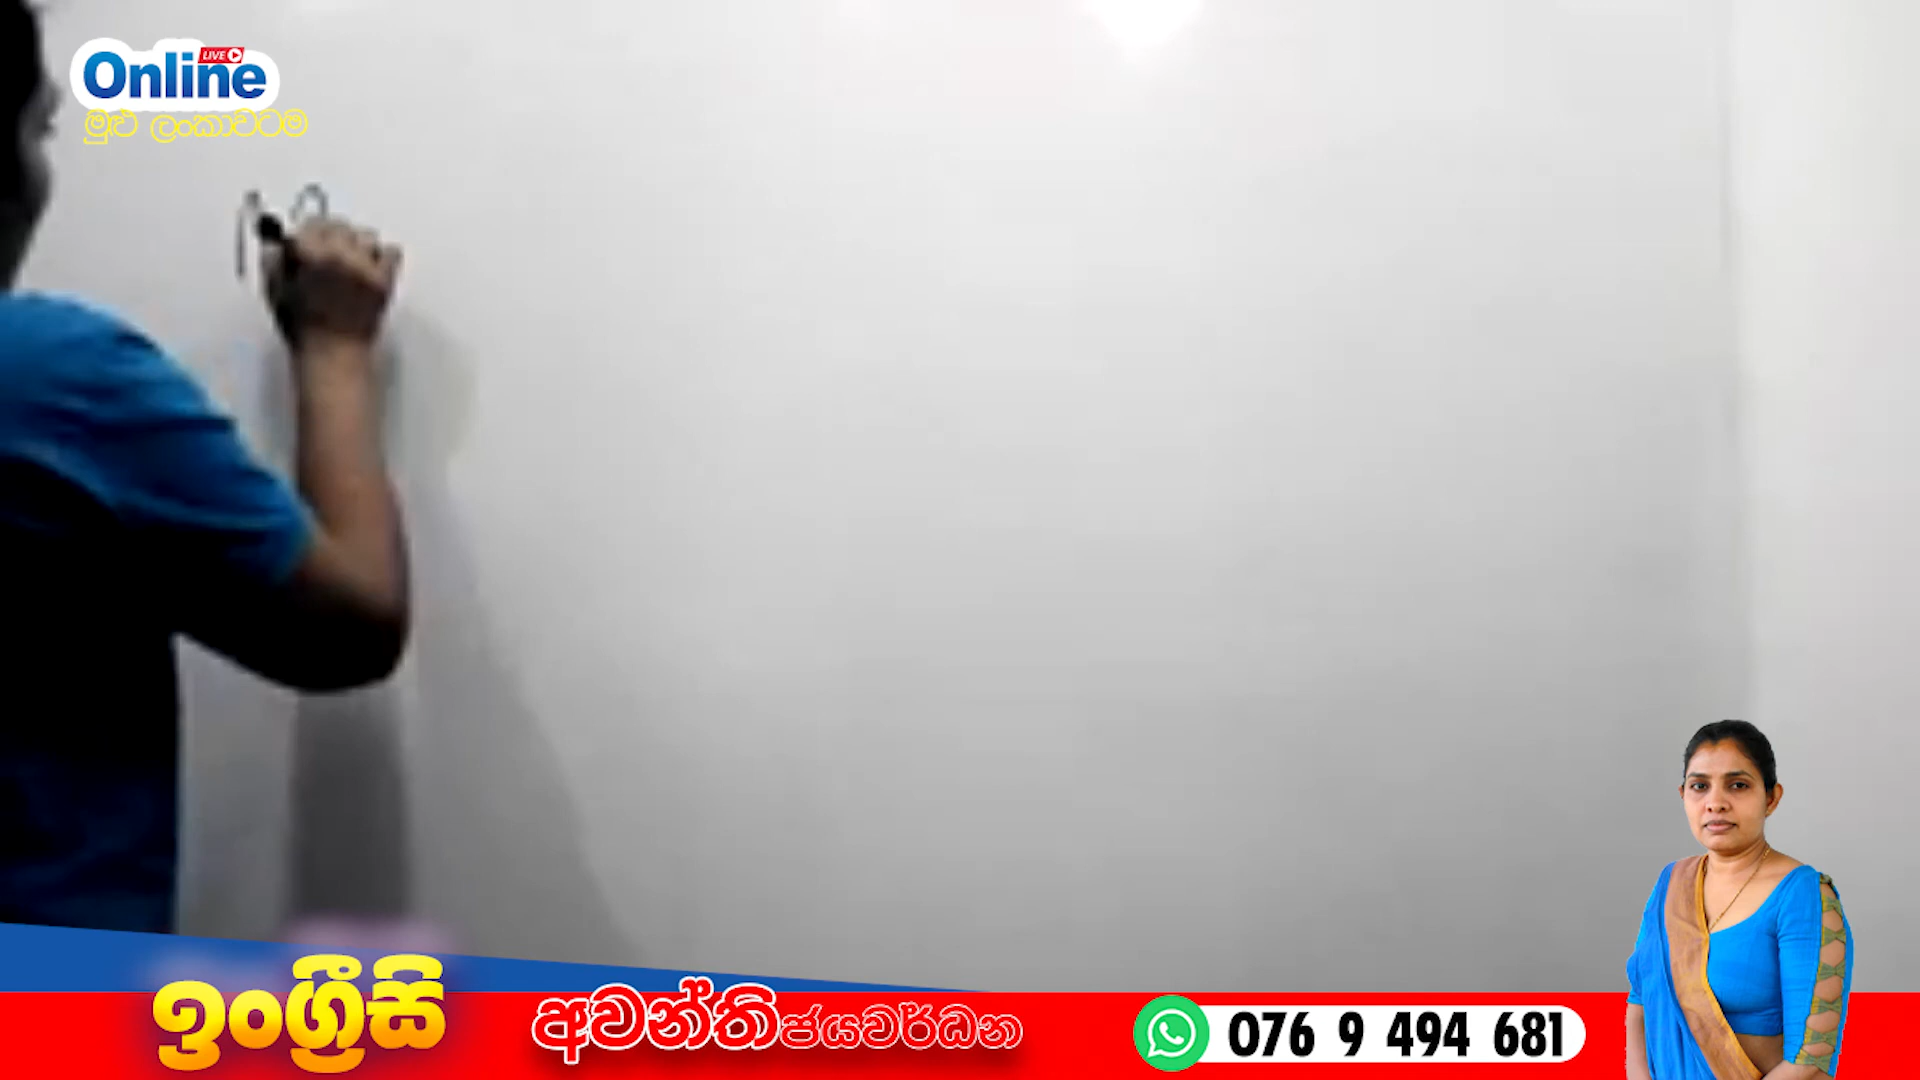 LIVE
Online
මුළු ලංකාවටම
ඉංග්‍රීසි
අවන්ති ජයවර්ධන
076 9 494 681